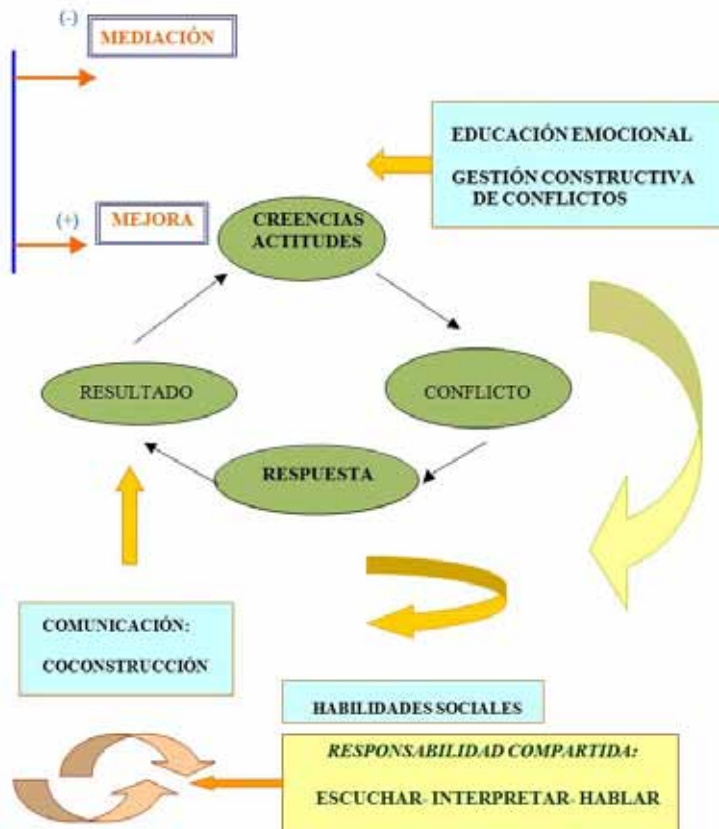 (-)
MEDIACIÓN
EDUCACIÓN EMOCIONAL
GESTIÓN CONSTRUCTIVA
DE CONFLICTOS
(+)
MEJORA
CREENCIAS
ACTITUDES
RESULTADO
CONFLICTO
RESPUESTA
COMUNICACIÓN:
COCONSTRUCCIÓN
HABILIDADES SOCIALES
RESPONSABILIDAD COMPARTIDA:
ESCUCHAR- INTERPRETAR- HABLAR